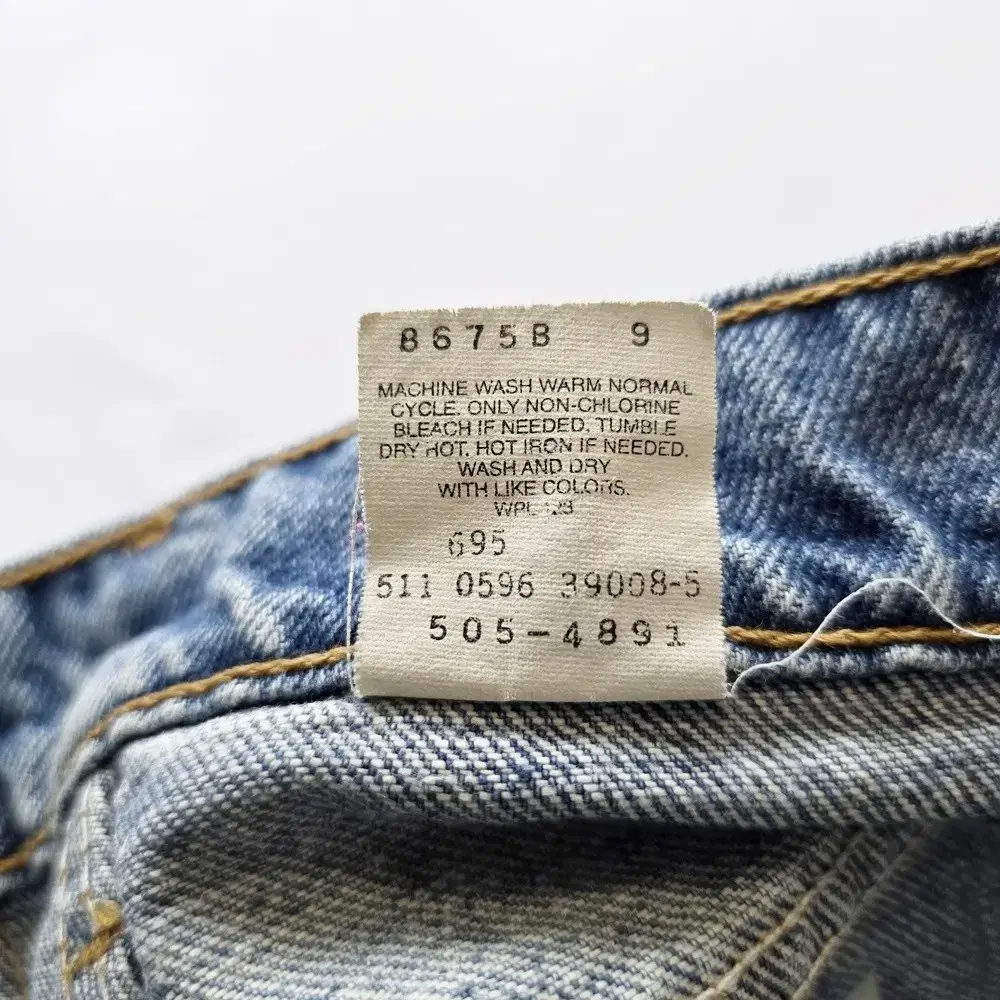 8675B 9
MACHINE WASH WARM NORMAL
CYCLE. ONLY NON-CHLORINE
BLEACH IF NEEDED. TUMBLE
DRY HOT. HOT IRON IF NEEDED.
WASH AND DRY
WITH LIKE COLORS.
WPL
695
511 0596 39008-5
505-4891